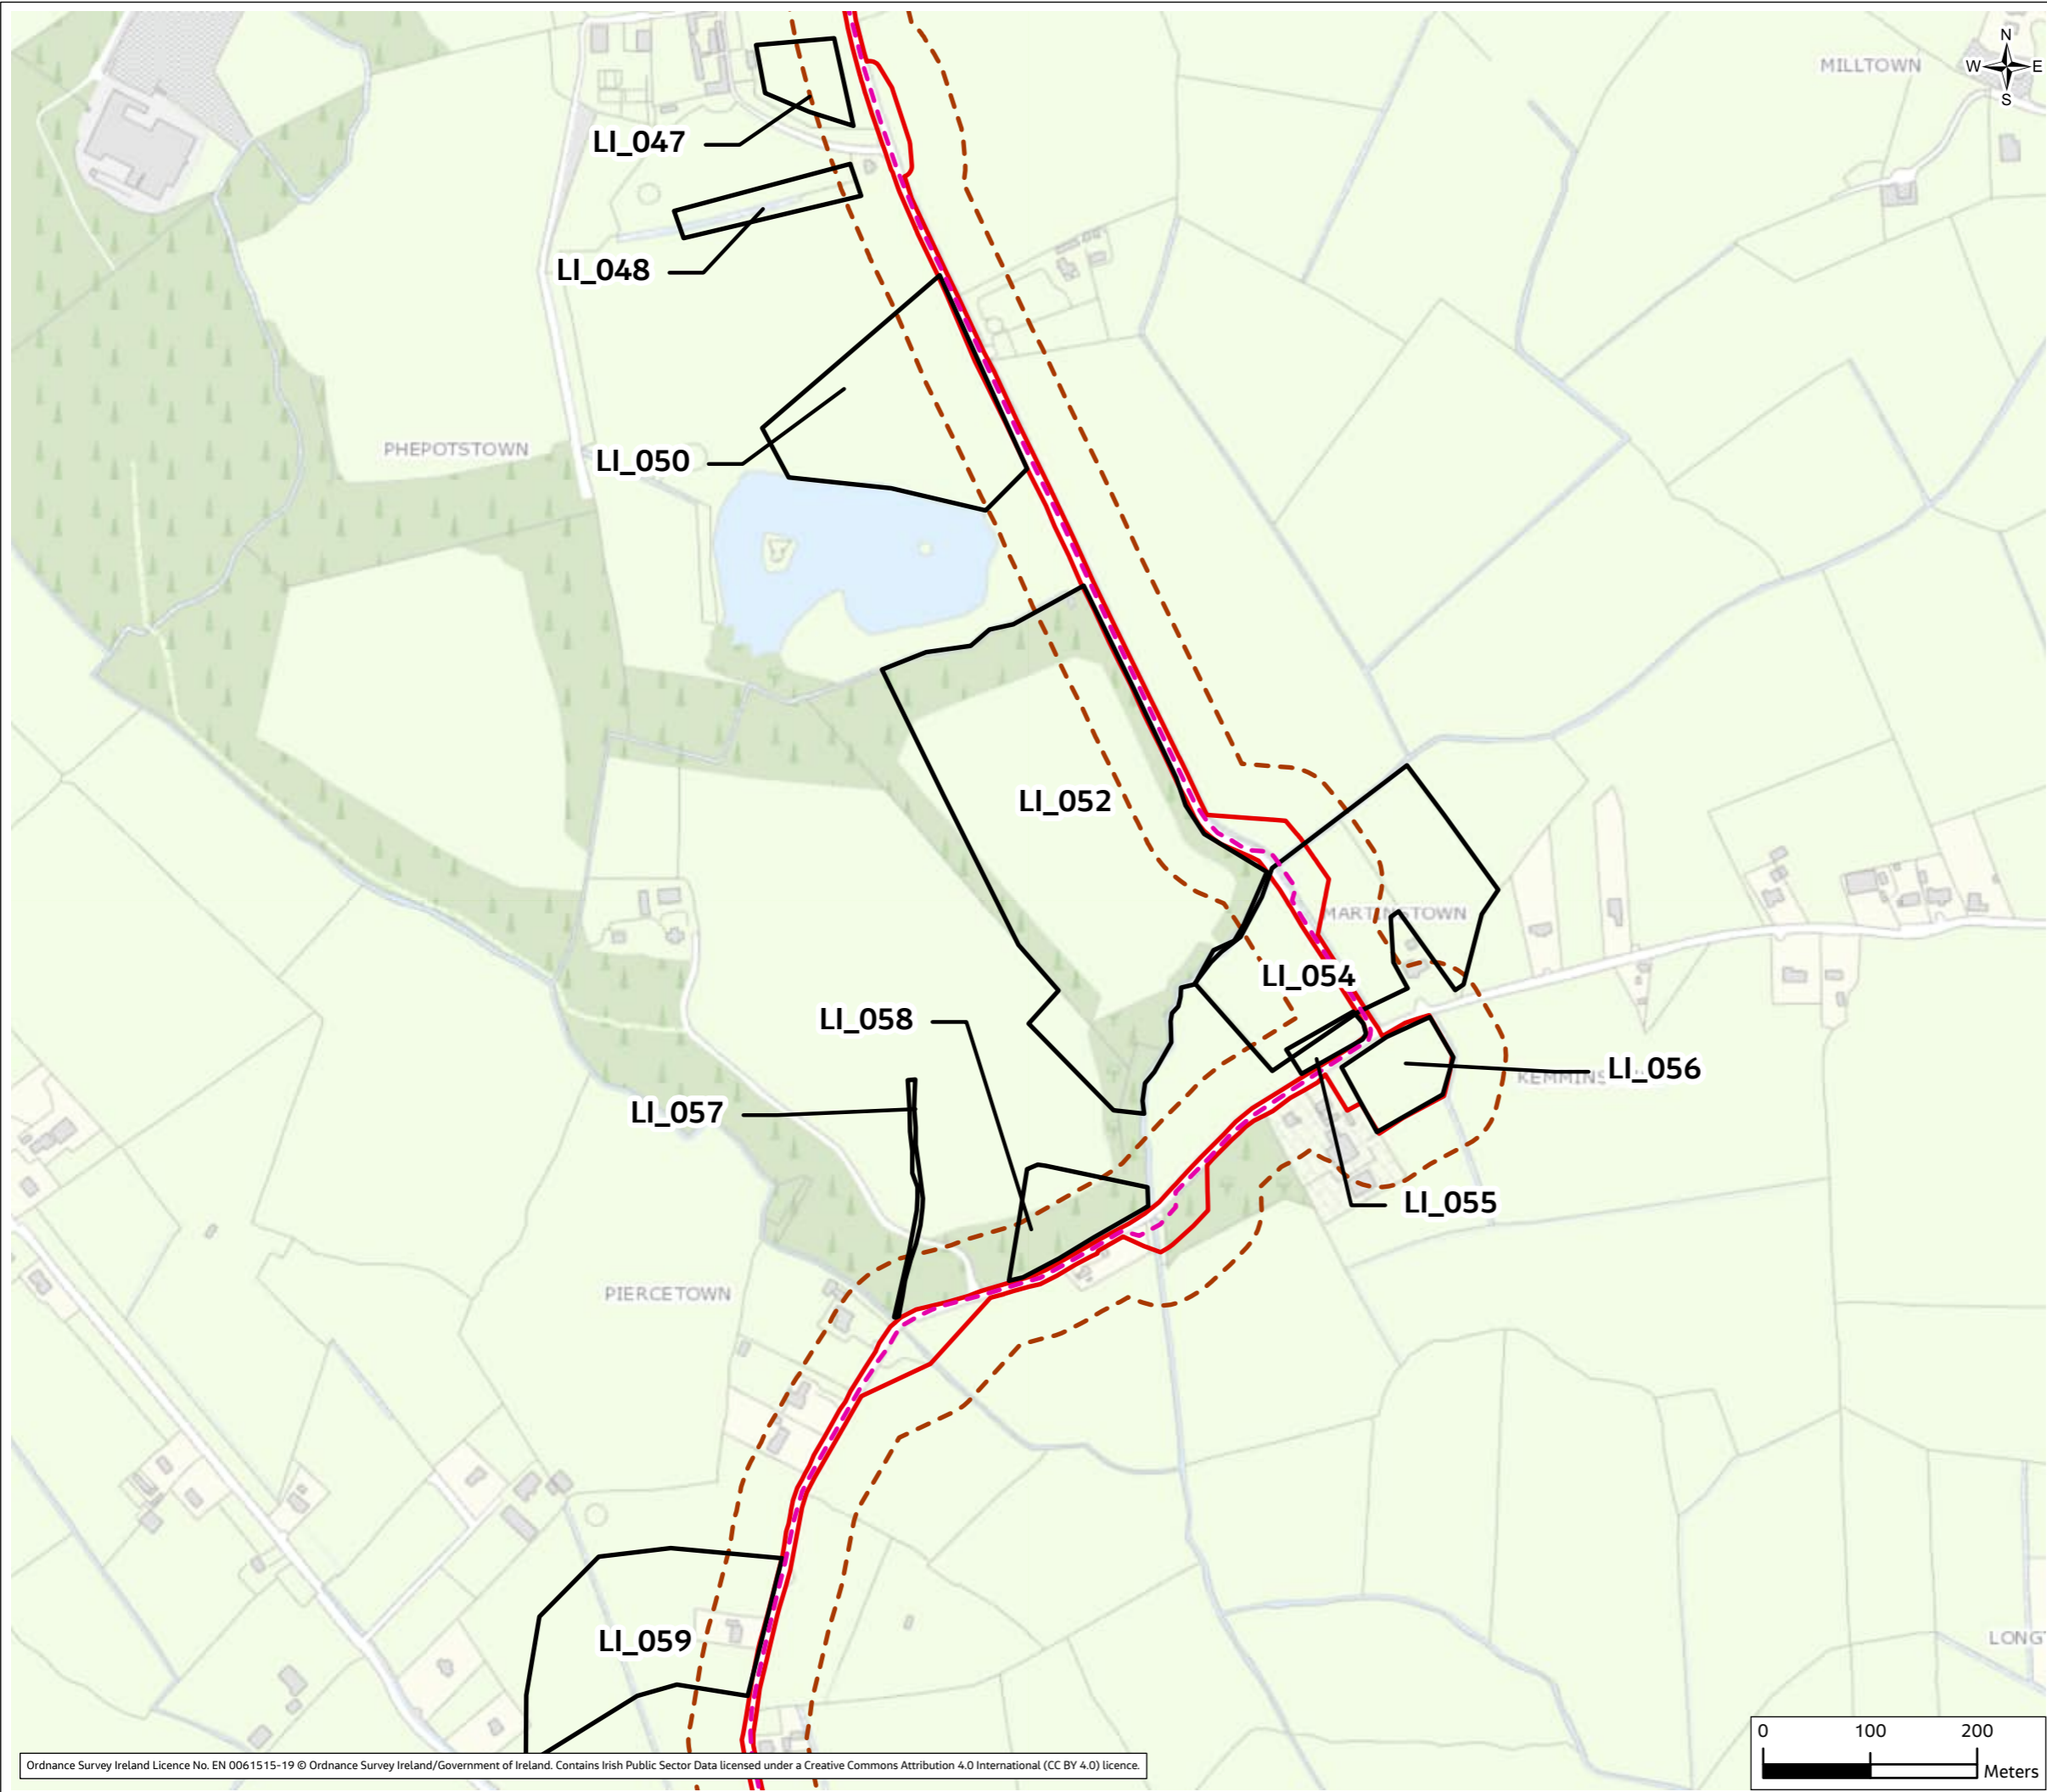 N
W E
S
MILLTOWN
LI_047
LI_048
PHEPOTSTOWN
LI_050
LI_052
MARTINSTOWN
LI_054
LI_058
LI_056
LI_057
LI_055
PIERCETOWN
LI_059
0 100 200
Meters
Ordnance Survey Ireland Licence No. EN 0061515-19 © Ordnance Survey Ireland/Government of Ireland. Contains Irish Public Sector Data licensed under a Creative Commons Attribution 4.0 International (CC BY 4.0) licence.